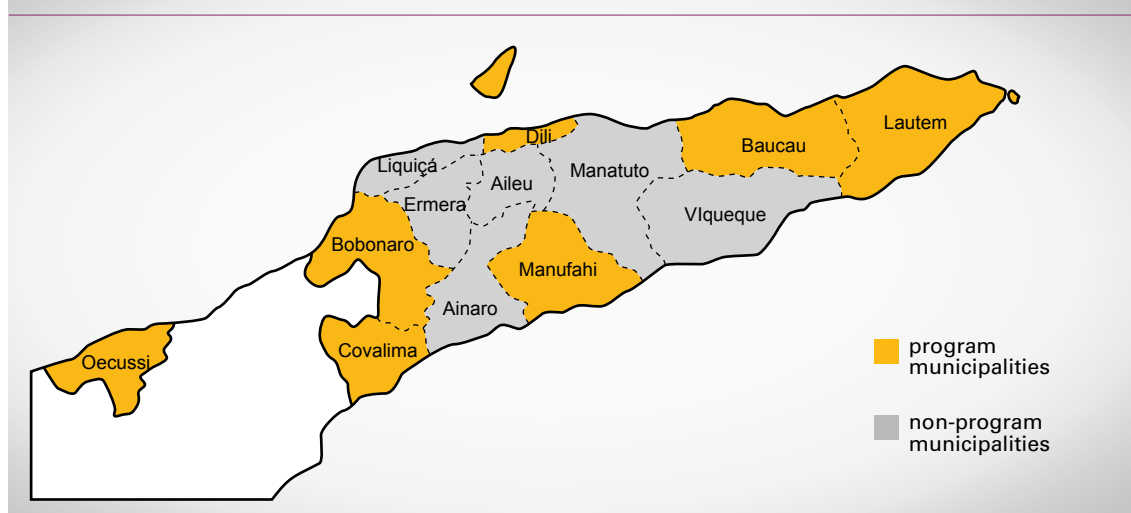 Lautem
Dili
Baucau
Liquiçá
Manatuto
Aileu
Ermera
VIqueque
Bobonaro
Manufahi
Ainaro
Covalima
Oecussi
program
municipalities
non-program
municipalities